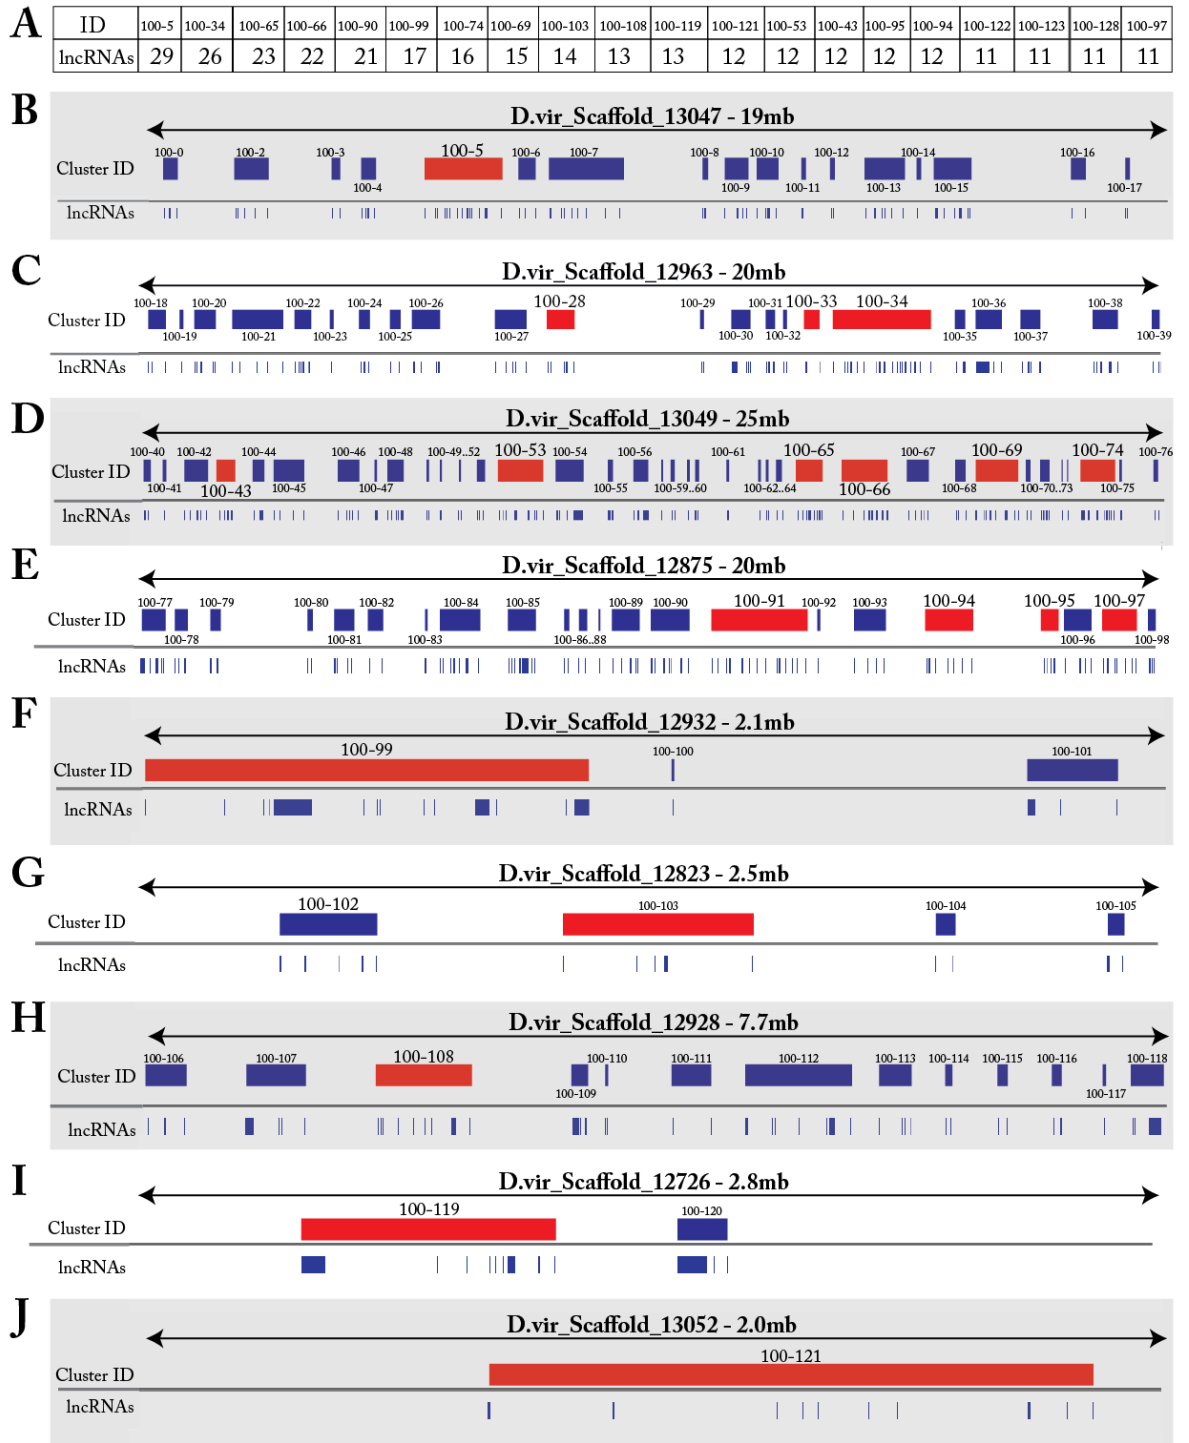 A
ID 100-5 100-34 100-65 100-66 100-90 100-99 100-74 100-69 100-103 100-108 100-119 100-121 100-53 100-43 100-95 100-94 100-122 100-123 100-128 100-97
lncRNAs 29 26 23 22 21 17 16 15 14 13 13 12 12 12 12 12 11 11 11 11
B
D.vir_Scaffold_13047 - 19mb
100-0 100-2 100-3 100-5 100-6 100-7 100-8 100-10 100-12 100-14 100-16
Cluster ID
100-4 100-9 100-11 100-13 100-15 100-17
lncRNAs
C
D.vir_Scaffold_12963 - 20mb
100-18 100-20 100-22 100-24 100-26 100-28 100-29 100-31 100-33 100-34 100-36 100-38
Cluster ID
100-19 100-21 100-23 100-25 100-27 100-30 100-32 100-35 100-37 100-39
lncRNAs
D
D.vir_Scaffold_13049 - 25mb
100-40 100-42 100-44 100-46 100-48 100-49..52 100-53 100-54 100-56 100-61 100-65 100-67 100-69 100-74 100-76
Cluster ID
100-41 100-43 100-45 100-47 100-55 100-59..60 100-62..64 100-66 100-68 100-70..73 100-75
lncRNAs
E
D.vir_Scaffold_12875 - 20mb
100-77 100-79 100-80 100-82 100-84 100-85 100-89 100-90 100-91 100-92 100-93 100-94 100-95 100-97
Cluster ID
100-78 100-81 100-83 100-86..88 100-96 100-98
lncRNAs
F
D.vir_Scaffold_12932 - 2.1mb
100-99 100-100 100-101
Cluster ID
lncRNAs
G
D.vir_Scaffold_12823 - 2.5mb
100-102 100-103 100-104 100-105
Cluster ID
lncRNAs
H
D.vir_Scaffold_12928 - 7.7mb
100-106 100-107 100-108 100-110 100-111 100-112 100-113 100-114 100-115 100-116 100-118
Cluster ID
100-109 100-117
lncRNAs
I
D.vir_Scaffold_12726 - 2.8mb
100-119 100-120
Cluster ID
lncRNAs
J
D.vir_Scaffold_13052 - 2.0mb
100-121
Cluster ID
lncRNAs